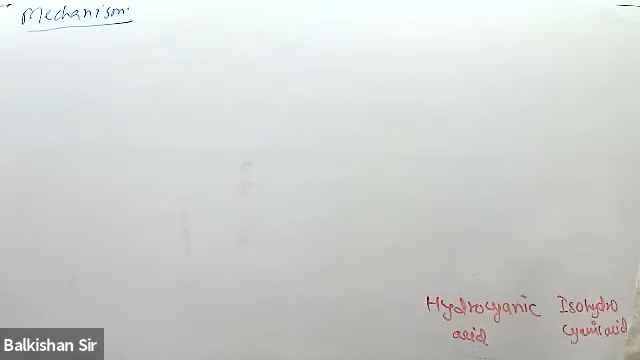 Mechanism:
Hydrocyanic Isohydro
acid cyanic acid
Balkishan Sir